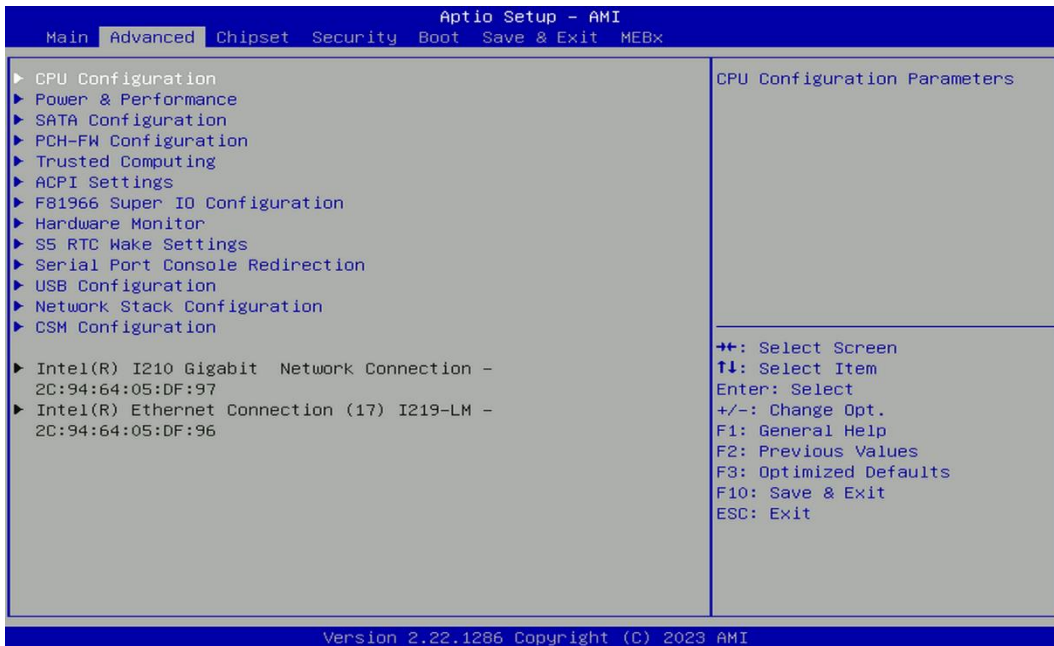 Aptio Setup – AMI
Main Advanced Chipset Security Boot Save & Exit MEBx
▶ CPU Configuration
▶ Power & Performance
▶ SATA Configuration
▶ PCH-FW Configuration
▶ Trusted Computing
▶ ACPI Settings
▶ F81966 Super IO Configuration
▶ Hardware Monitor
▶ S5 RTC Wake Settings
▶ Serial Port Console Redirection
▶ USB Configuration
▶ Network Stack Configuration
▶ CSM Configuration
▶ Intel(R) I210 Gigabit  Network Connection –
2C:94:64:05:DF:97
▶ Intel(R) Ethernet Connection (17) I219-LM –
2C:94:64:05:DF:96
CPU Configuration Parameters
→←: Select Screen
↑↓: Select Item
Enter: Select
+/-: Change Opt.
F1: General Help
F2: Previous Values
F3: Optimized Defaults
F10: Save & Exit
ESC: Exit
Version 2.22.1286 Copyright (C) 2023 AMI